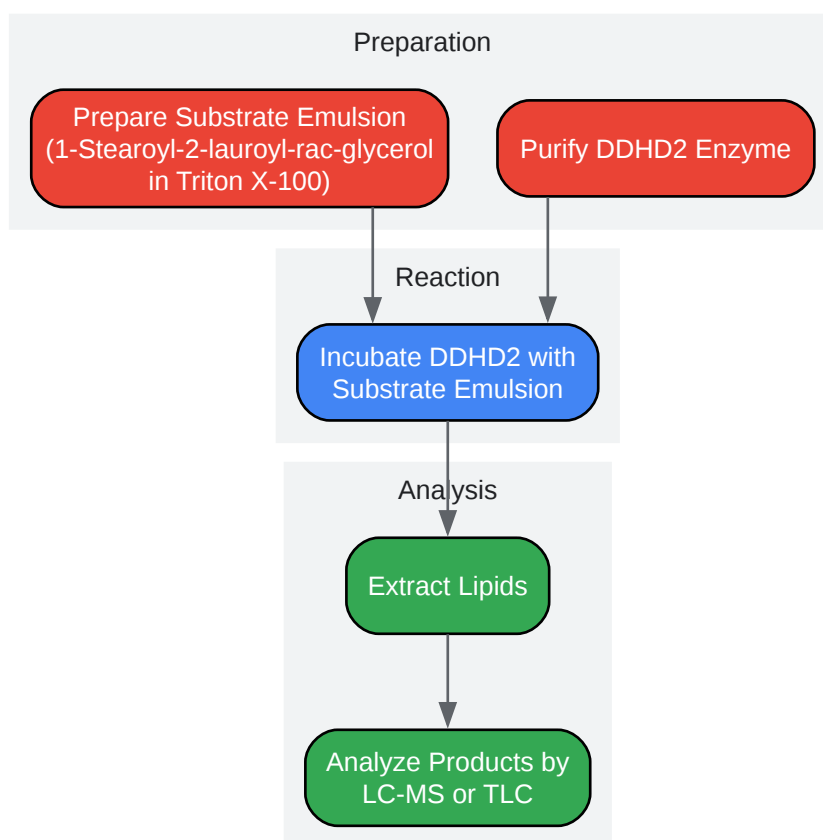 Preparation
Prepare Substrate Emulsion
(1-Stearoyl-2-lauroyl-rac-glycerol
in Triton X-100)
Purify DDHD2 Enzyme
Reaction
Incubate DDHD2 with
Substrate Emulsion
Analysis
Extract Lipids
Analyze Products by
LC-MS or TLC